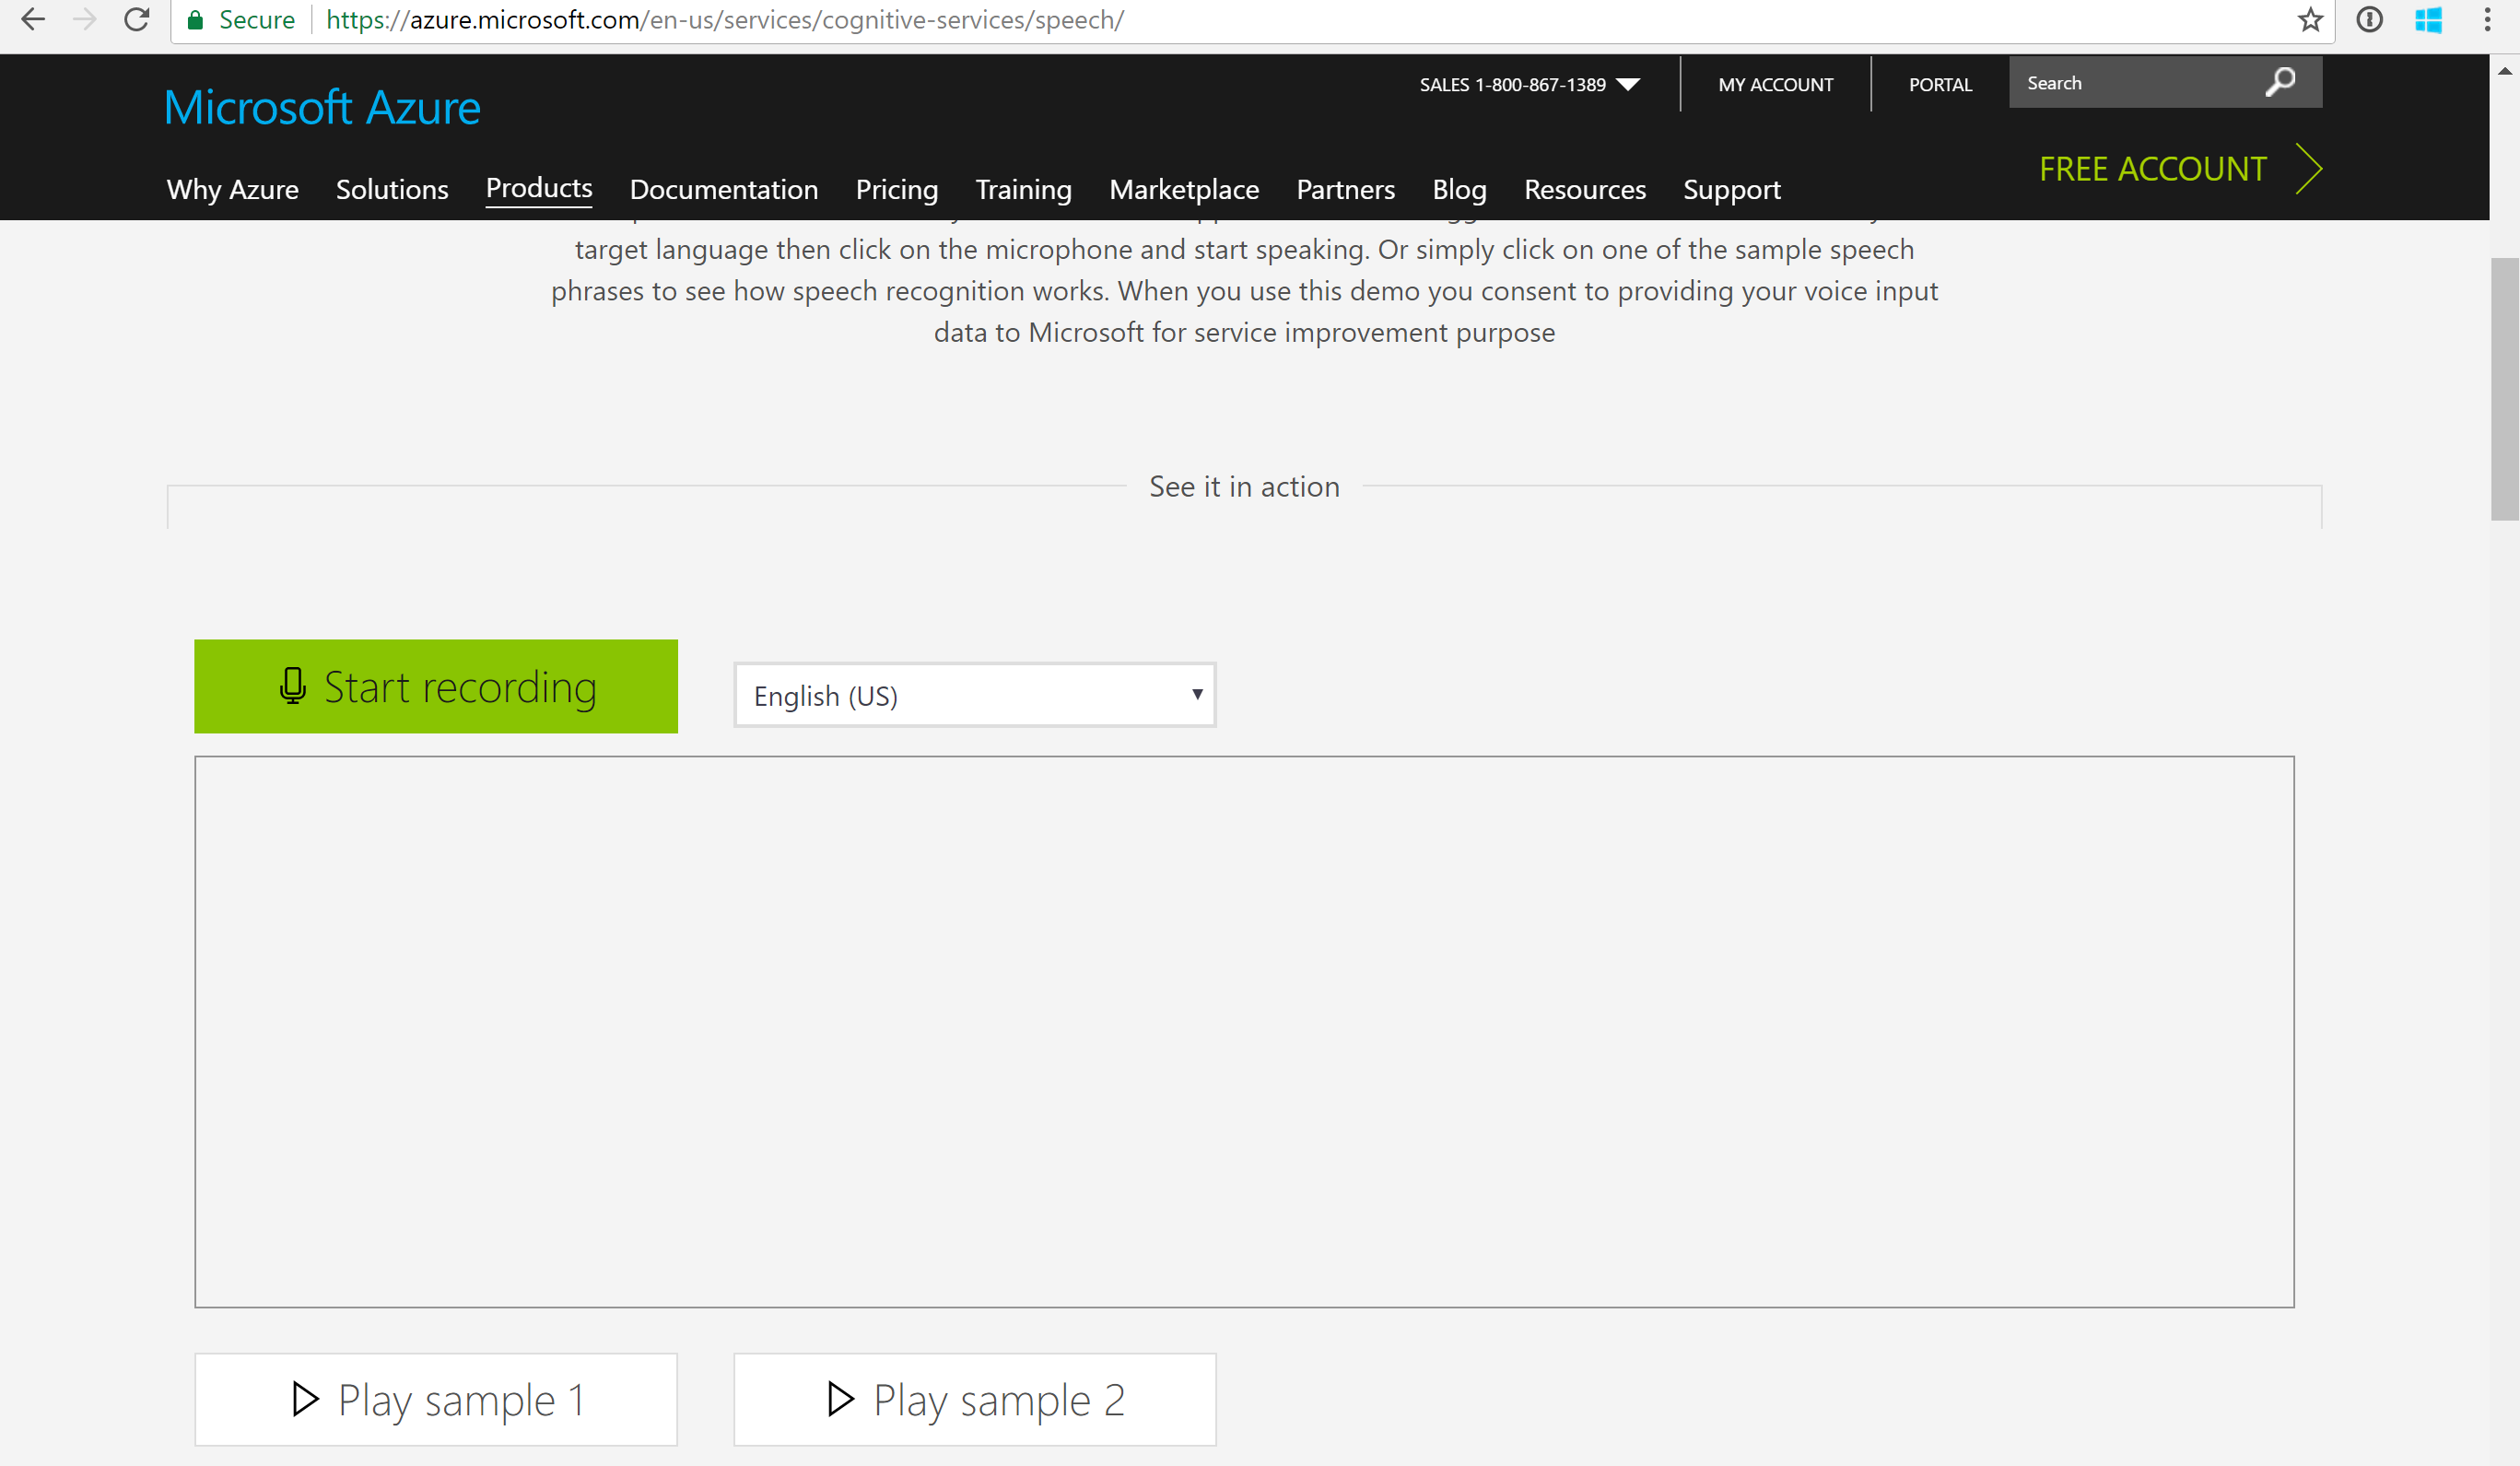 Secure https://azure.microsoft.com/en-us/services/cognitive-services/speech/
SALES 1-800-867-1389 MY ACCOUNT PORTAL Search
Microsoft Azure
FREE ACCOUNT
Why Azure Solutions Products Documentation Pricing Training Marketplace Partners Blog Resources Support
target language then click on the microphone and start speaking. Or simply click on one of the sample speech
phrases to see how speech recognition works. When you use this demo you consent to providing your voice input
data to Microsoft for service improvement purpose
See it in action
Start recording
English (US)
Play sample 1
Play sample 2